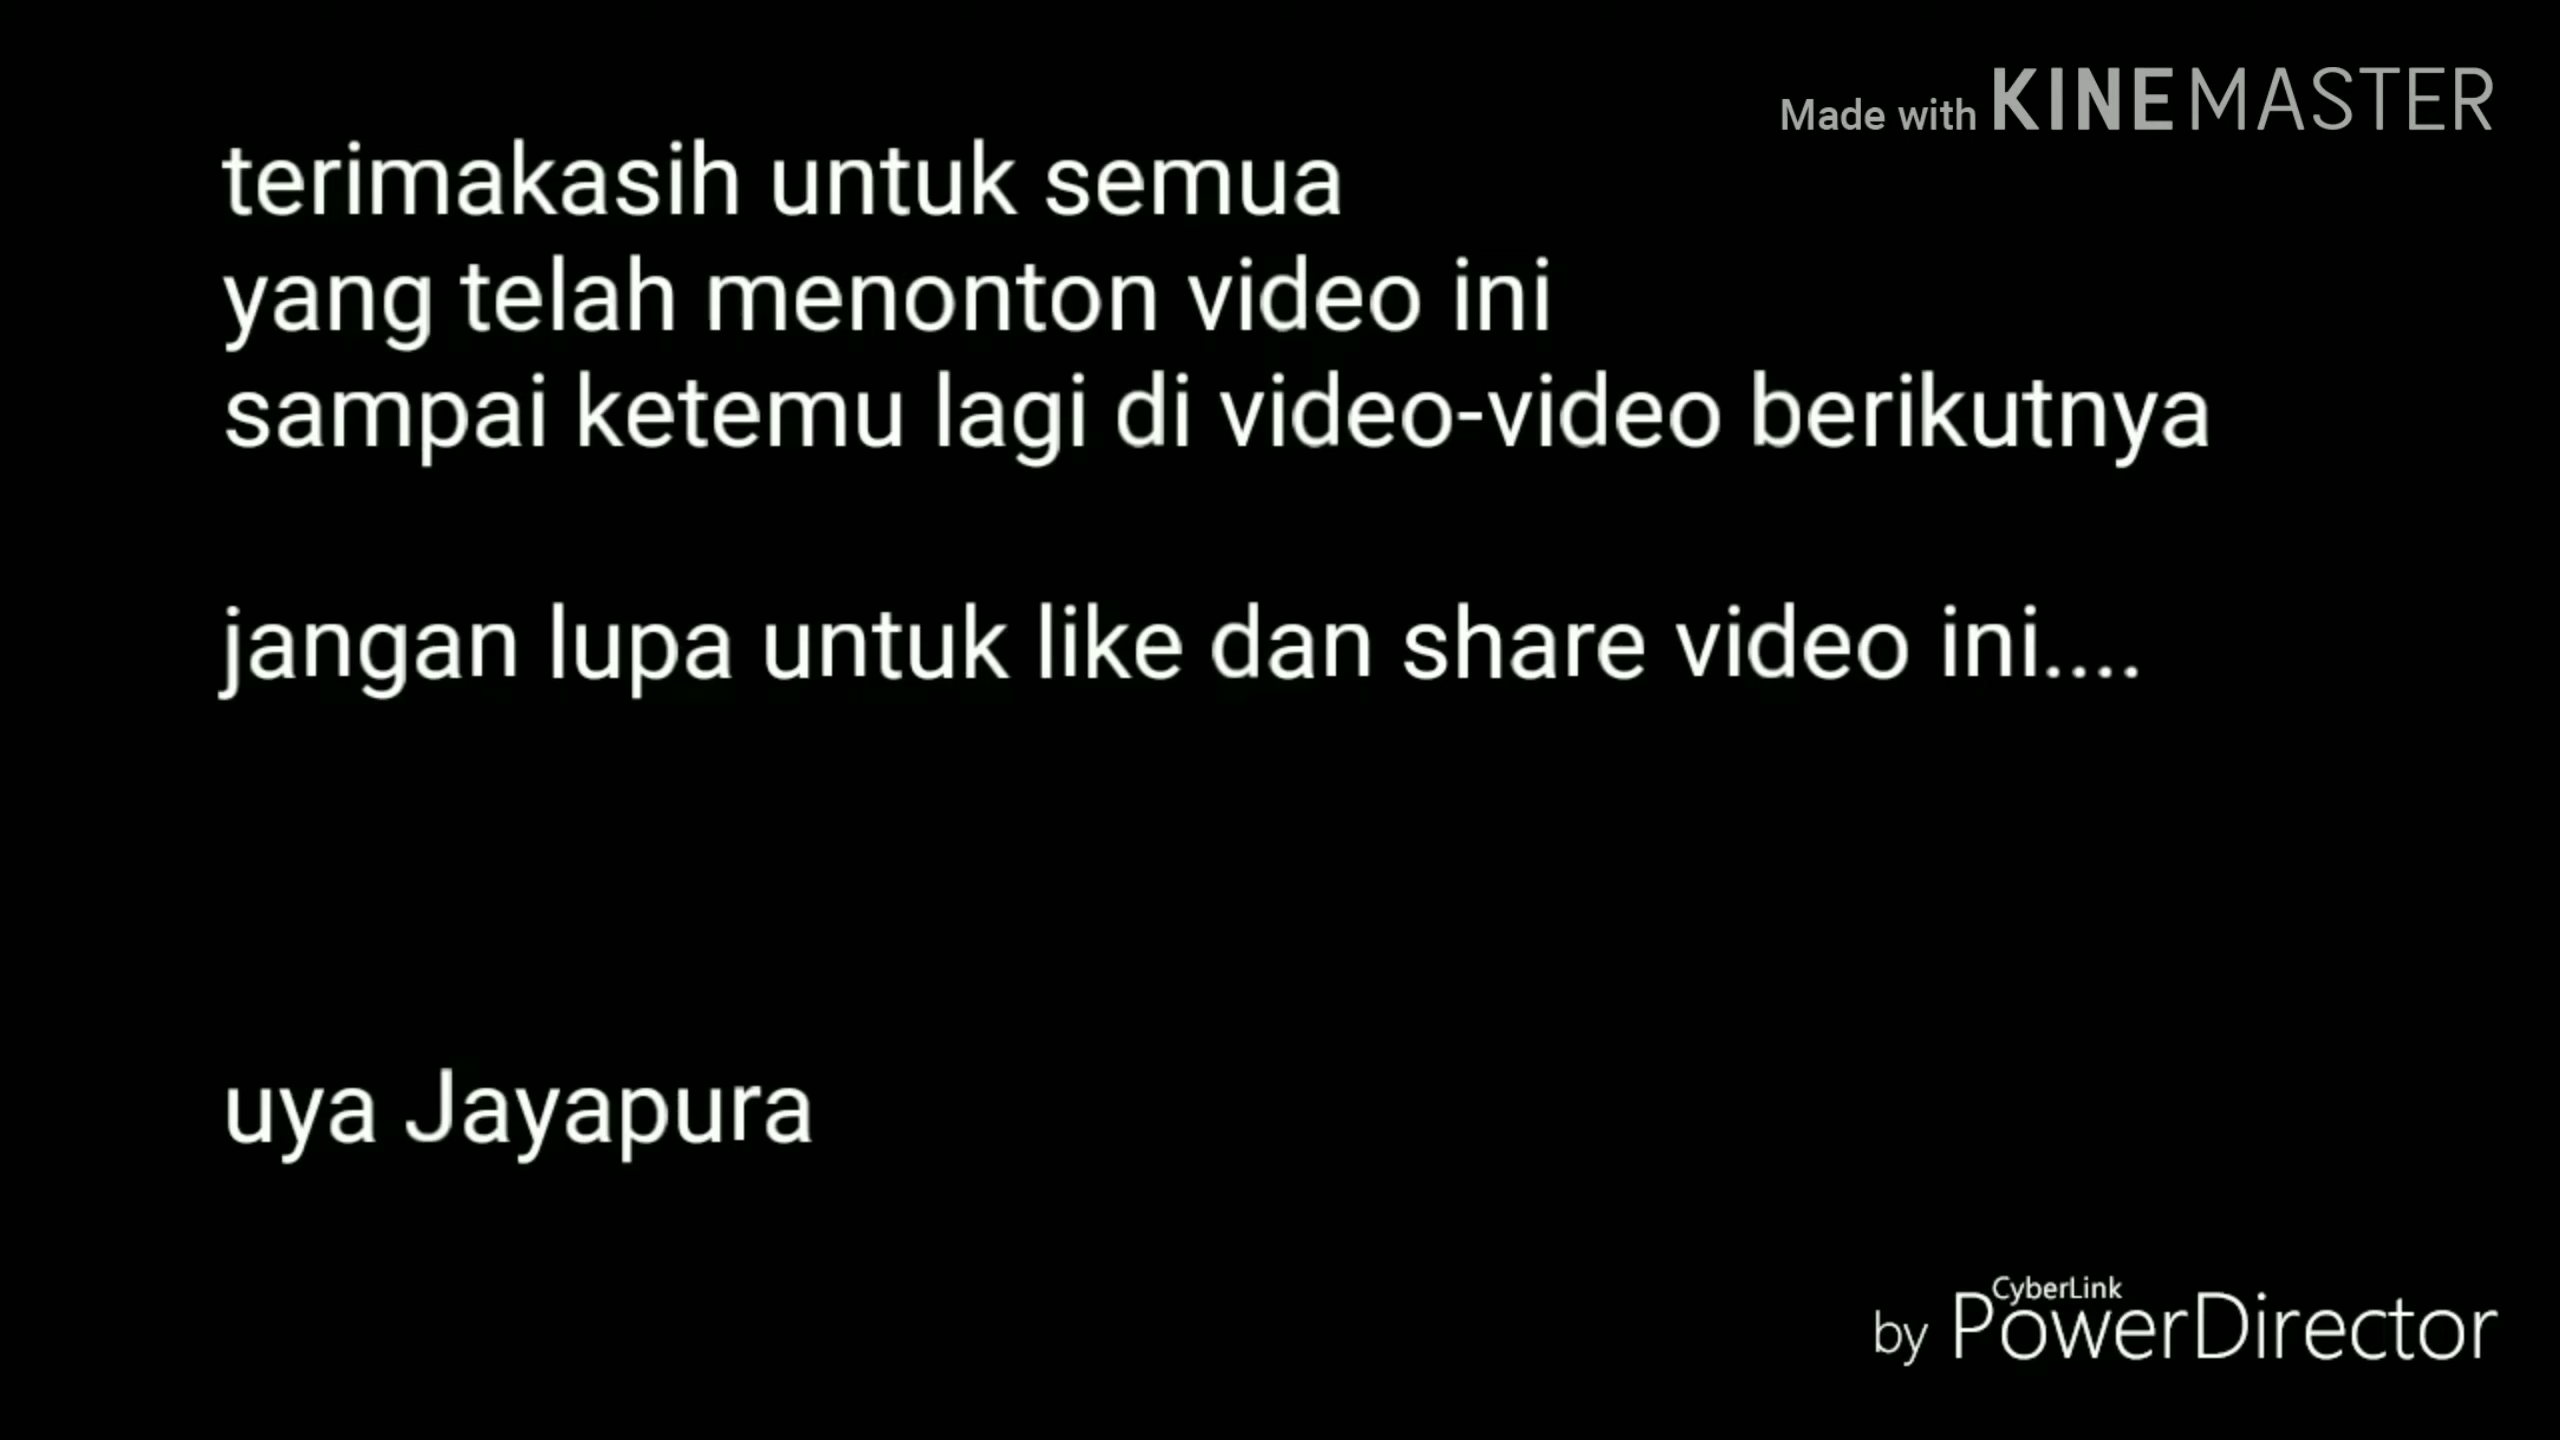 Made with KINEMASTER
terimakasih untuk semua
yang telah menonton video ini
sampai ketemu lagi di video-video berikutnya
jangan lupa untuk like dan share video ini....
uya Jayapura
CyberLink
by PowerDirector